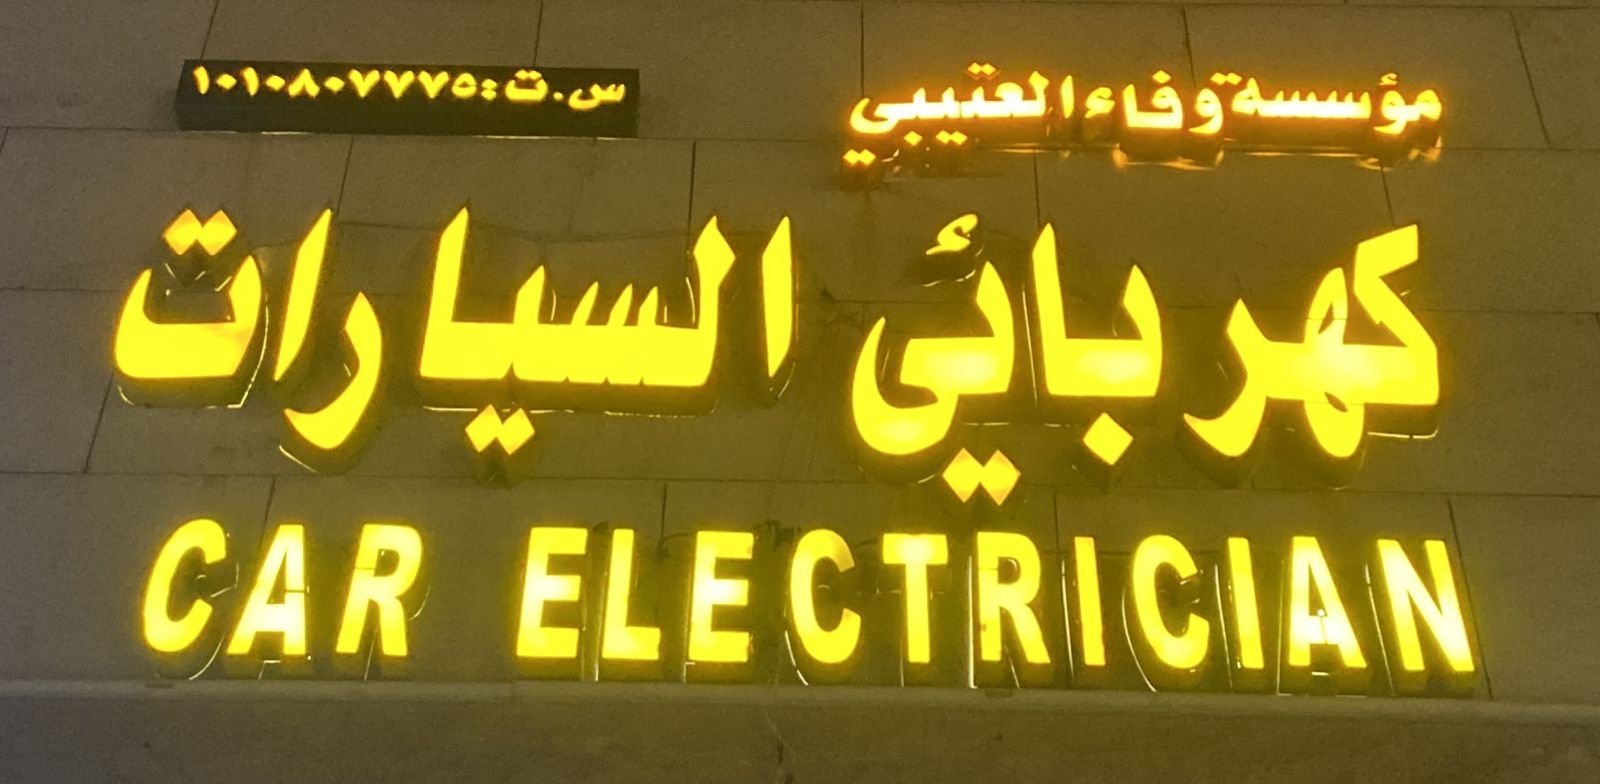 مؤسسة وفاء العتيبي
س.ت:١٠١٠٨٠٧٧٧٥
كهربائي السيارات
CAR ELECTRICIAN